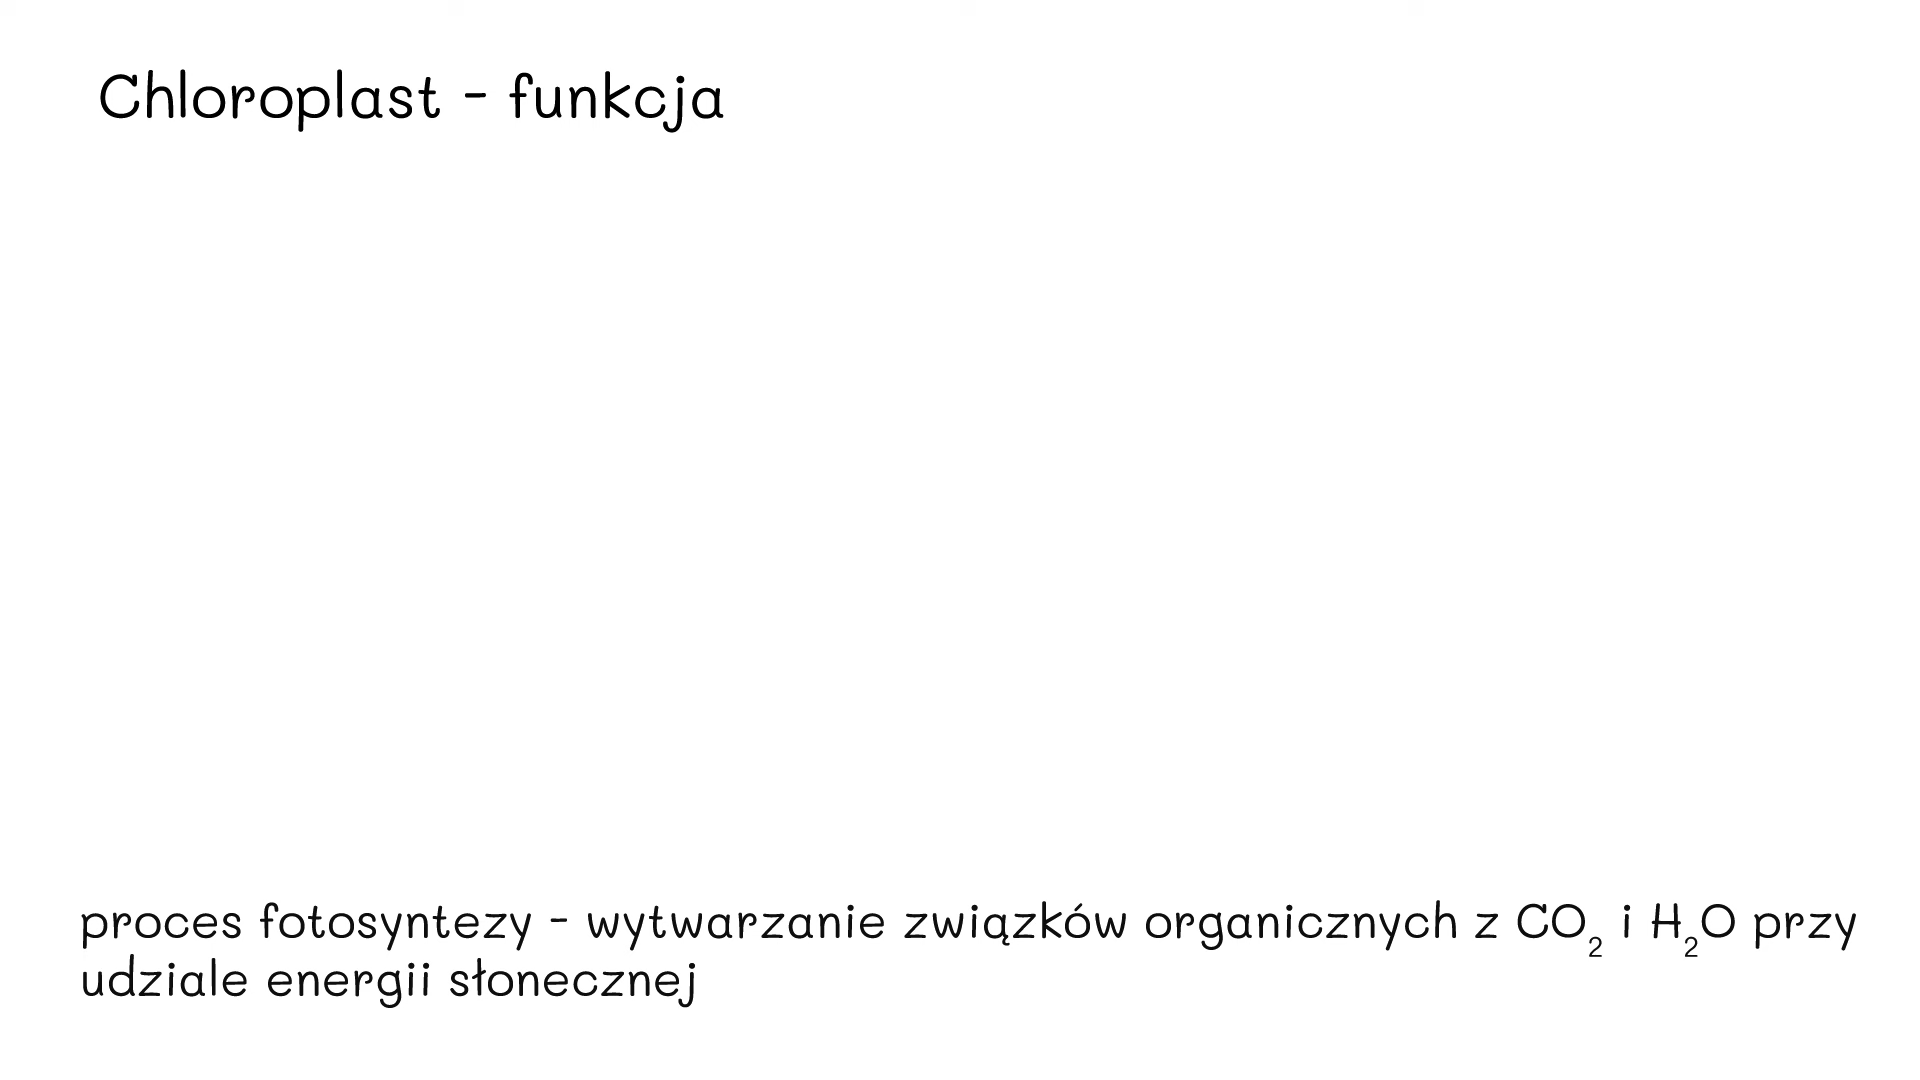 Chloroplast - funkcja
proces fotosyntezy - wytwarzanie związków organicznych z CO₂ i H₂O przy
udziale energii słonecznej